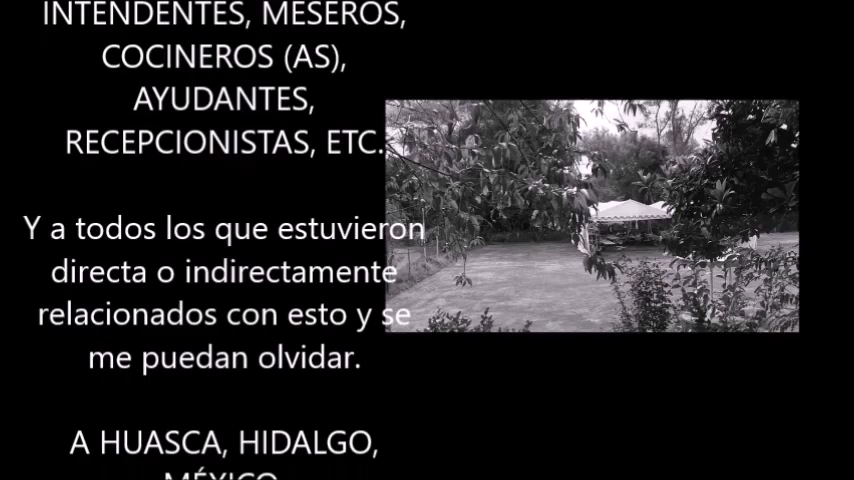 INTENDENTES, MESEROS,
COCINEROS (AS),
AYUDANTES,
RECEPCIONISTAS, ETC.
Y a todos los que estuvieron
directa o indirectamente
relacionados con esto y se
me puedan olvidar.
A HUASCA, HIDALGO,
MÉXICO